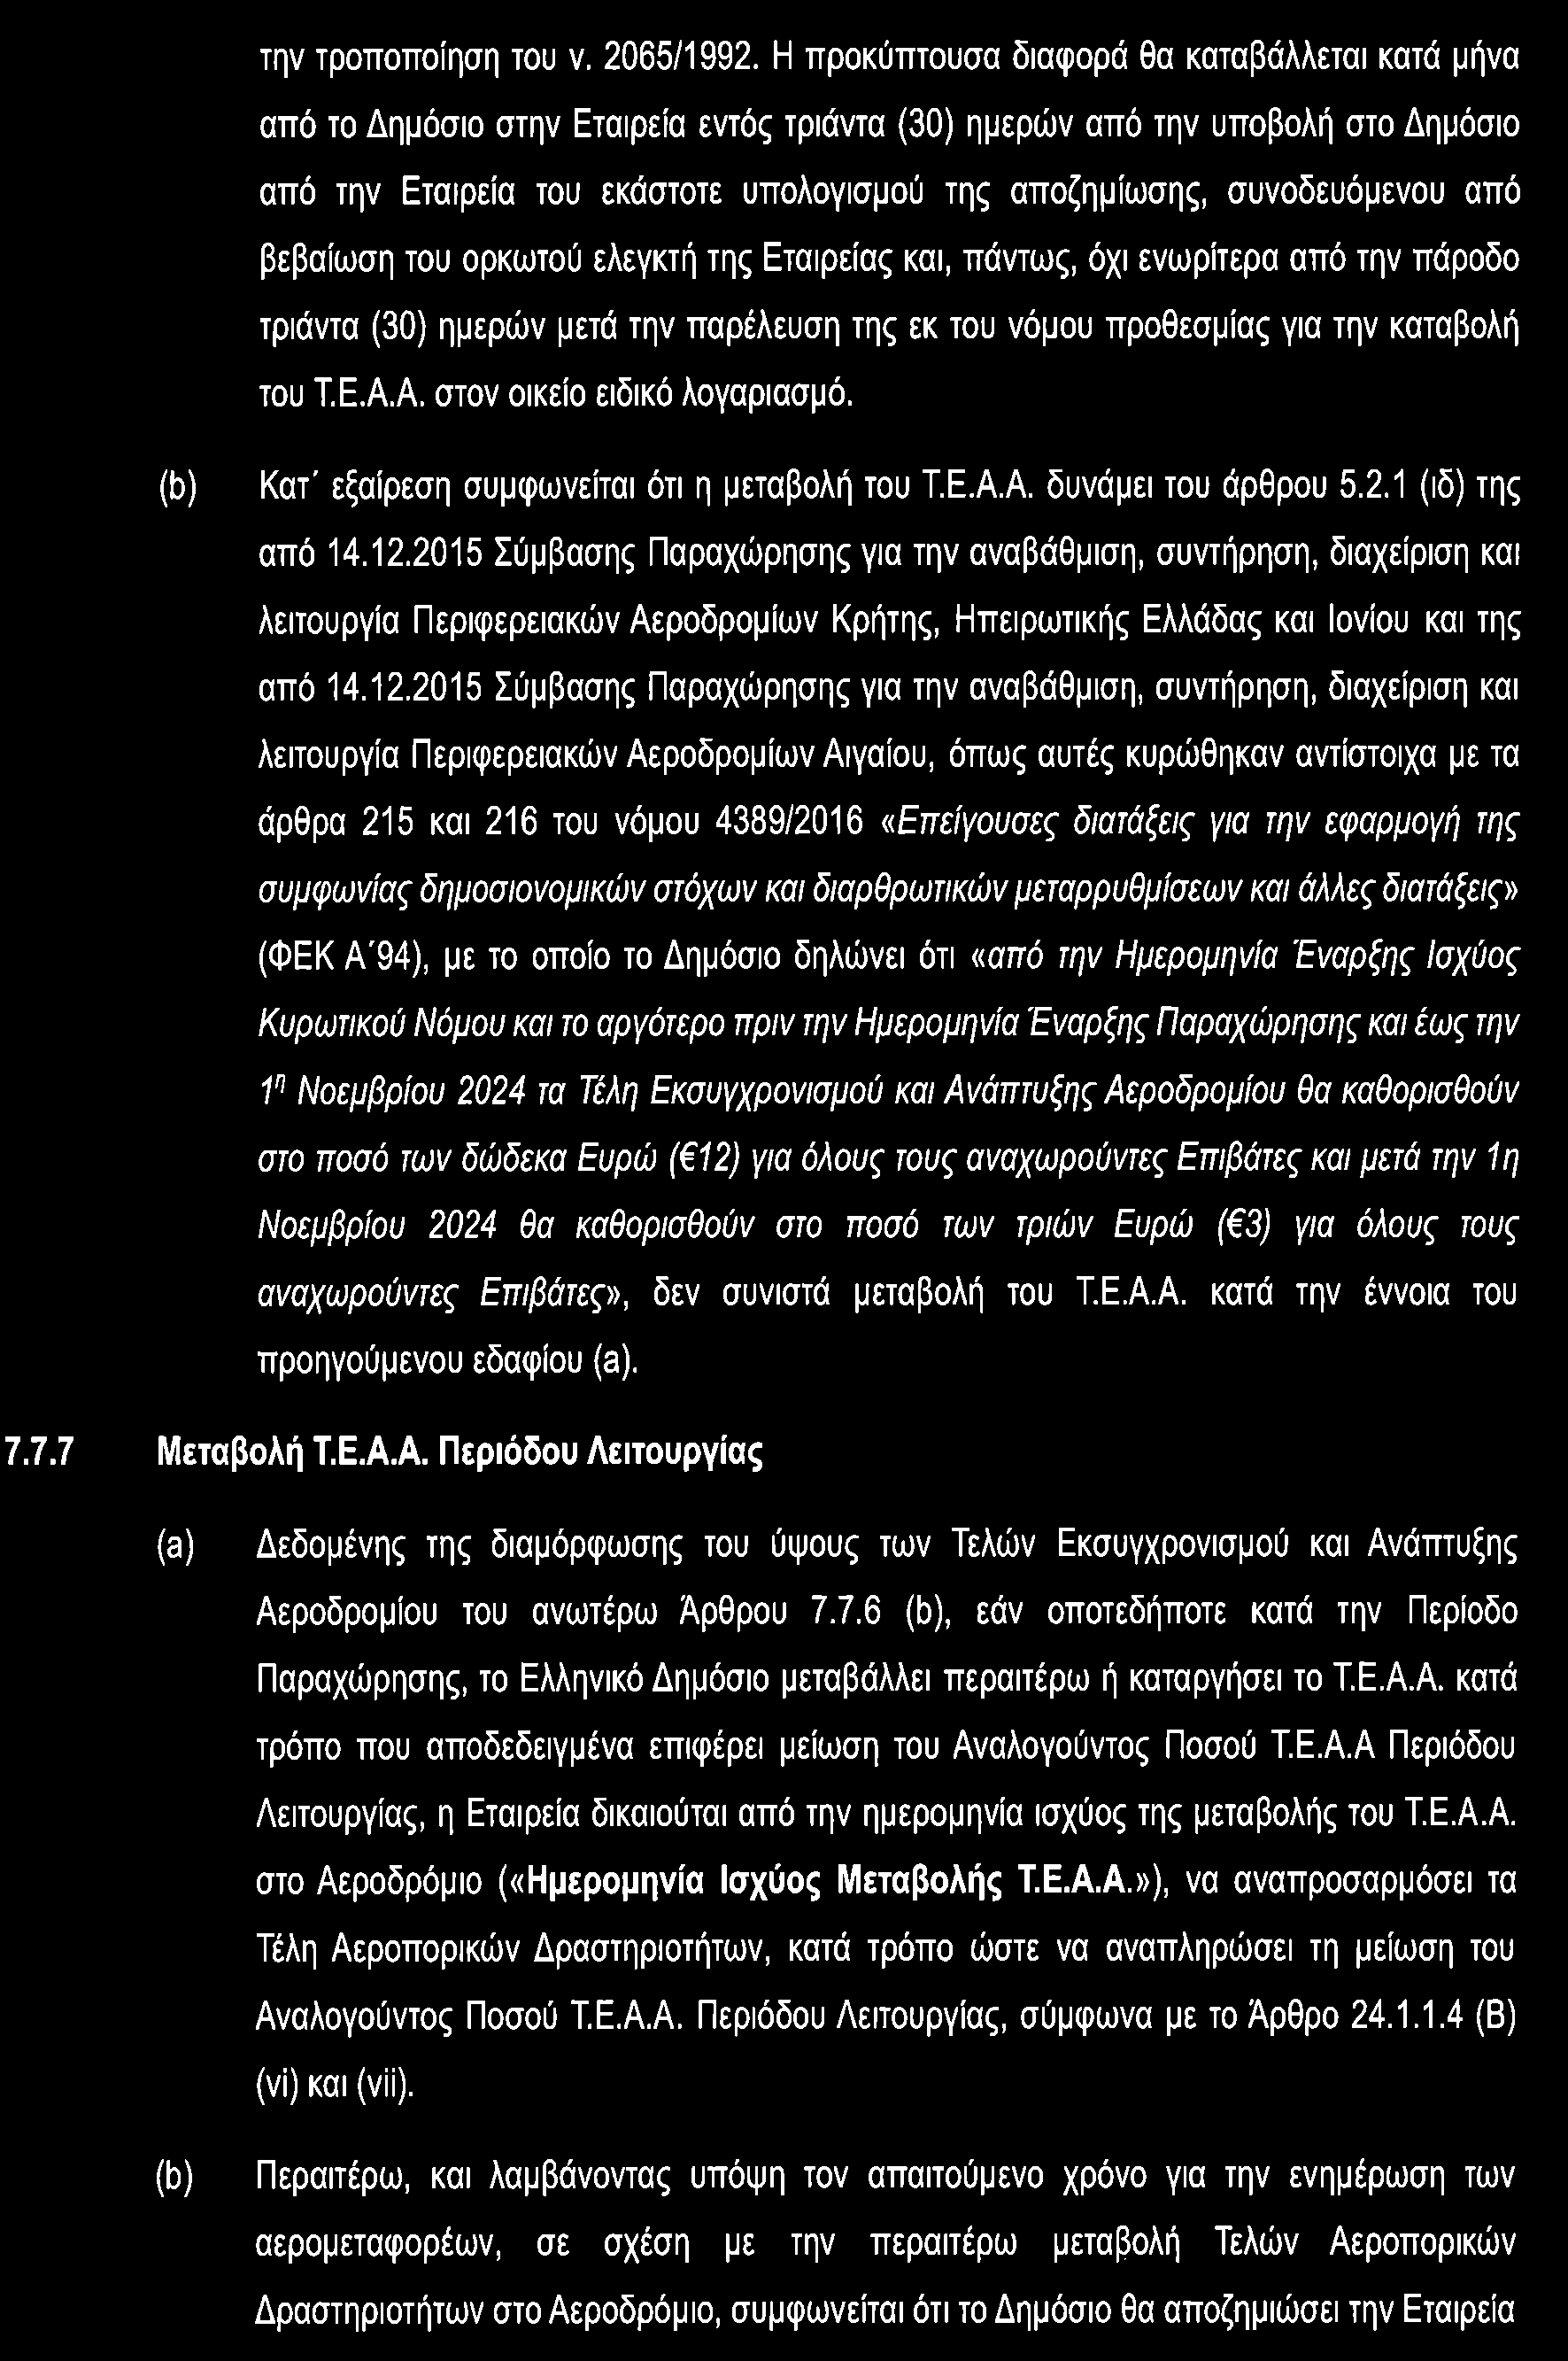 την τροποποίηση του ν. 2065/1992. Η προκύπτουσα διαφορά θα καταβάλλεται κατά μήνα
από το Δημόσιο στην Εταιρεία εντός τριάντα (30) ημερών από την υποβολή στο Δημόσιο
από την Εταιρεία του εκάστοτε υπολογισμού της αποζημίωσης, συνοδευόμενου από
βεβαίωση του ορκωτού ελεγκτή της Εταιρείας και, πάντως, όχι ενωρίτερα από την πάροδο
τριάντα (30) ημερών μετά την παρέλευση της εκ του νόμου προθεσμίας για την καταβολή
του Τ.Ε.Α.Α. στον οικείο ειδικό λογαριασμό.
(b) Κατ΄ εξαίρεση συμφωνείται ότι η μεταβολή του Τ.Ε.Α.Α. δυνάμει του άρθρου 5.2.1 (ιδ) της
από 14.12.2015 Σύμβασης Παραχώρησης για την αναβάθμιση, συντήρηση, διαχείριση και
λειτουργία Περιφερειακών Αεροδρομίων Κρήτης, Ηπειρωτικής Ελλάδας και Ιονίου και της
από 14.12.2015 Σύμβασης Παραχώρησης για την αναβάθμιση, συντήρηση, διαχείριση και
λειτουργία Περιφερειακών Αεροδρομίων Αιγαίου, όπως αυτές κυρώθηκαν αντίστοιχα με τα
άρθρα 215 και 216 του νόμου 4389/2016 «Επείγουσες διατάξεις για την εφαρμογή της
συμφωνίας δημοσιονομικών στόχων και διαρθρωτικών μεταρρυθμίσεων και άλλες διατάξεις»
(ΦΕΚ Α΄94), με το οποίο το Δημόσιο δηλώνει ότι «από την Ημερομηνία Έναρξης Ισχύος
Κυρωτικού Νόμου και το αργότερο πριν την Ημερομηνία Έναρξης Παραχώρησης και έως την
1η Νοεμβρίου 2024 τα Τέλη Εκσυγχρονισμού και Ανάπτυξης Αεροδρομίου θα καθορισθούν
στο ποσό των δώδεκα Ευρώ (€12) για όλους τους αναχωρούντες Επιβάτες και μετά την 1η
Νοεμβρίου 2024 θα καθορισθούν στο ποσό των τριών Ευρώ (€3) για όλους τους
αναχωρούντες Επιβάτες», δεν συνιστά μεταβολή του Τ.Ε.Α.Α. κατά την έννοια του
προηγούμενου εδαφίου (a).
7.7.7 Μεταβολή Τ.Ε.Α.Α. Περιόδου Λειτουργίας
(a) Δεδομένης της διαμόρφωσης του ύψους των Τελών Εκσυγχρονισμού και Ανάπτυξης
Αεροδρομίου του ανωτέρω Άρθρου 7.7.6 (b), εάν οποτεδήποτε κατά την Περίοδο
Παραχώρησης, το Ελληνικό Δημόσιο μεταβάλλει περαιτέρω ή καταργήσει το Τ.Ε.Α.Α. κατά
τρόπο που αποδεδειγμένα επιφέρει μείωση του Αναλογούντος Ποσού Τ.Ε.Α.Α Περιόδου
Λειτουργίας, η Εταιρεία δικαιούται από την ημερομηνία ισχύος της μεταβολής του Τ.Ε.Α.Α.
στο Αεροδρόμιο («Ημερομηνία Ισχύος Μεταβολής Τ.Ε.Α.Α.»), να αναπροσαρμόσει τα
Τέλη Αεροπορικών Δραστηριοτήτων, κατά τρόπο ώστε να αναπληρώσει τη μείωση του
Αναλογούντος Ποσού Τ.Ε.Α.Α. Περιόδου Λειτουργίας, σύμφωνα με το Άρθρο 24.1.1.4 (Β)
(vi) και (vii).
(b) Περαιτέρω, και λαμβάνοντας υπόψη τον απαιτούμενο χρόνο για την ενημέρωση των
αερομεταφορέων, σε σχέση με την περαιτέρω μεταβολή Τελών Αεροπορικών
Δραστηριοτήτων στο Αεροδρόμιο, συμφωνείται ότι το Δημόσιο θα αποζημιώσει την Εταιρεία